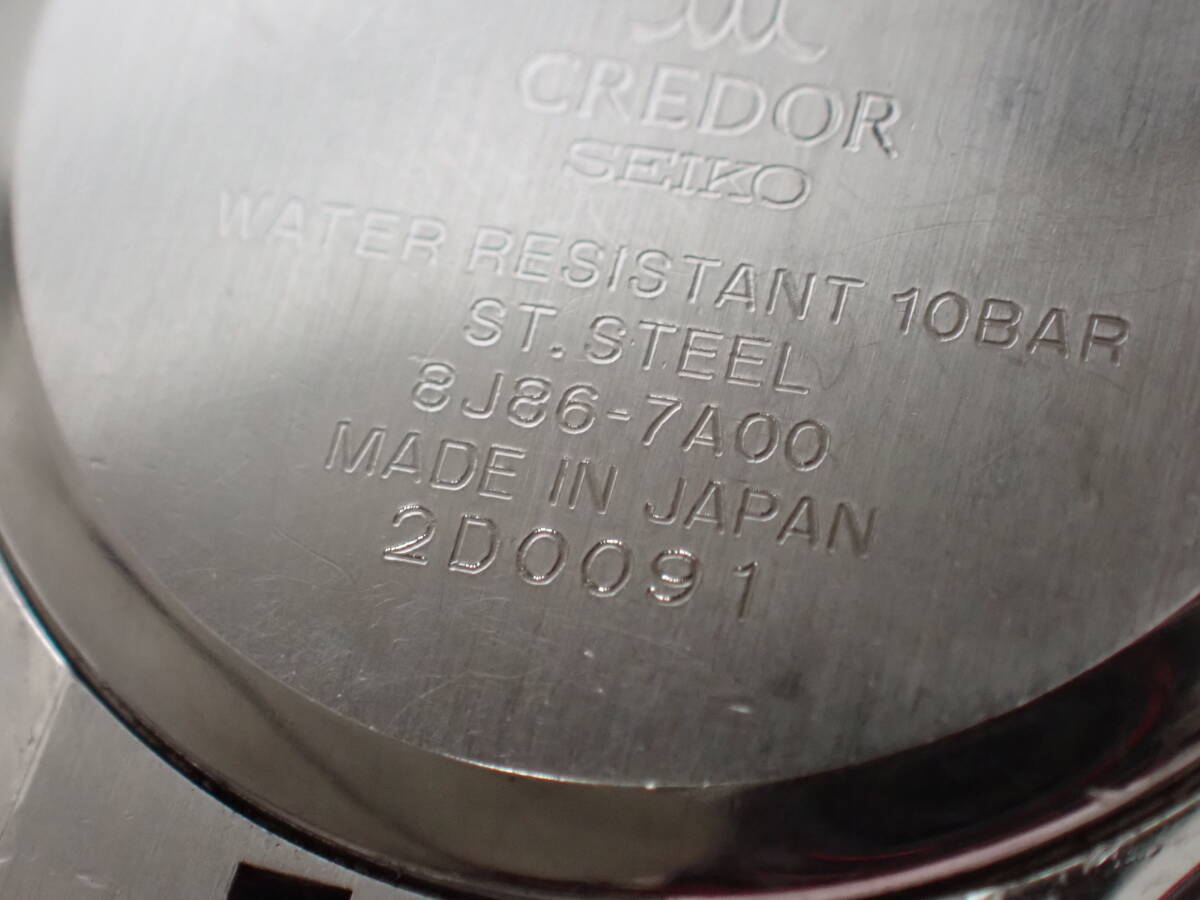 CREDOR
SEIKO
WATER RESISTANT 10BAR
ST. STEEL
8J86-7A00
MADE IN JAPAN
2D0091